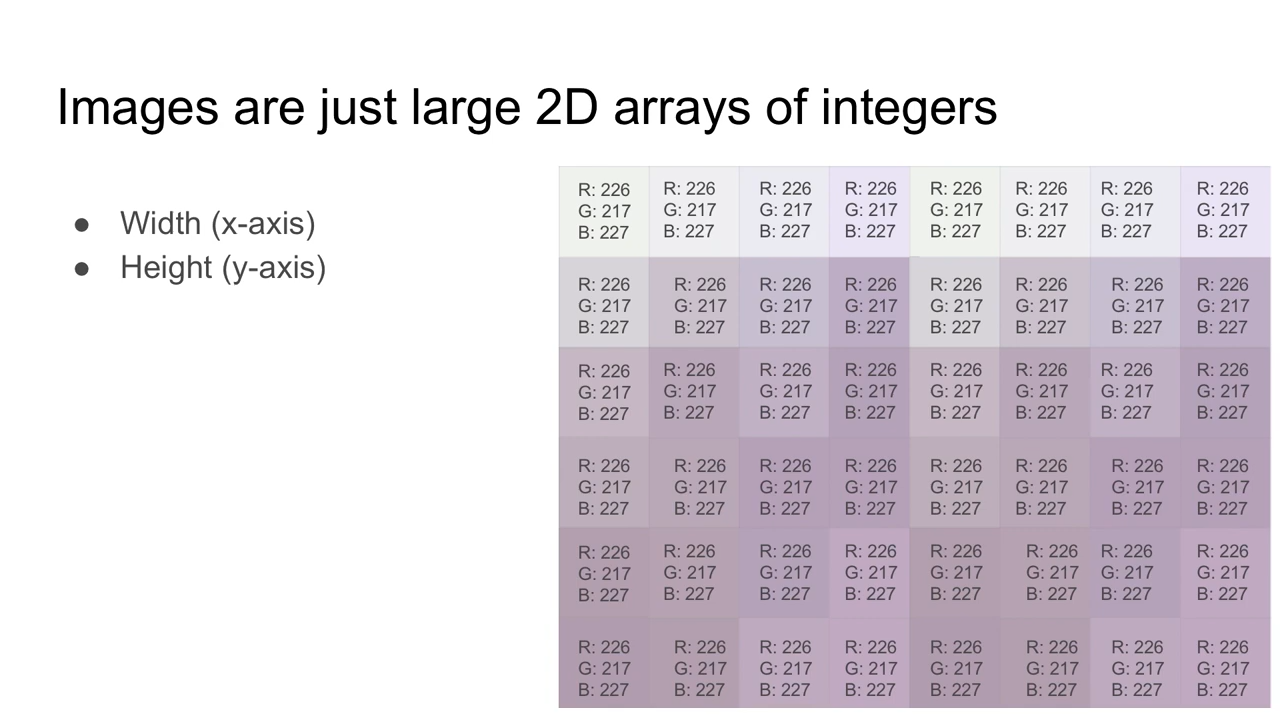 Images are just large 2D arrays of integers
● Width (x-axis)
● Height (y-axis)
R: 226 R: 226 R: 226 R: 226 R: 226 R: 226 R: 226 R: 226
G: 217 G: 217 G: 217 G: 217 G: 217 G: 217 G: 217 G: 217
B: 227 B: 227 B: 227 B: 227 B: 227 B: 227 B: 227 B: 227
R: 226 R: 226 R: 226 R: 226 R: 226 R: 226 R: 226 R: 226
G: 217 G: 217 G: 217 G: 217 G: 217 G: 217 G: 217 G: 217
B: 227 B: 227 B: 227 B: 227 B: 227 B: 227 B: 227 B: 227
R: 226 R: 226 R: 226 R: 226 R: 226 R: 226 R: 226 R: 226
G: 217 G: 217 G: 217 G: 217 G: 217 G: 217 G: 217 G: 217
B: 227 B: 227 B: 227 B: 227 B: 227 B: 227 B: 227 B: 227
R: 226 R: 226 R: 226 R: 226 R: 226 R: 226 R: 226 R: 226
G: 217 G: 217 G: 217 G: 217 G: 217 G: 217 G: 217 G: 217
B: 227 B: 227 B: 227 B: 227 B: 227 B: 227 B: 227 B: 227
R: 226 R: 226 R: 226 R: 226 R: 226 R: 226 R: 226 R: 226
G: 217 G: 217 G: 217 G: 217 G: 217 G: 217 G: 217 G: 217
B: 227 B: 227 B: 227 B: 227 B: 227 B: 227 B: 227 B: 227
R: 226 R: 226 R: 226 R: 226 R: 226 R: 226 R: 226 R: 226
G: 217 G: 217 G: 217 G: 217 G: 217 G: 217 G: 217 G: 217
B: 227 B: 227 B: 227 B: 227 B: 227 B: 227 B: 227 B: 227